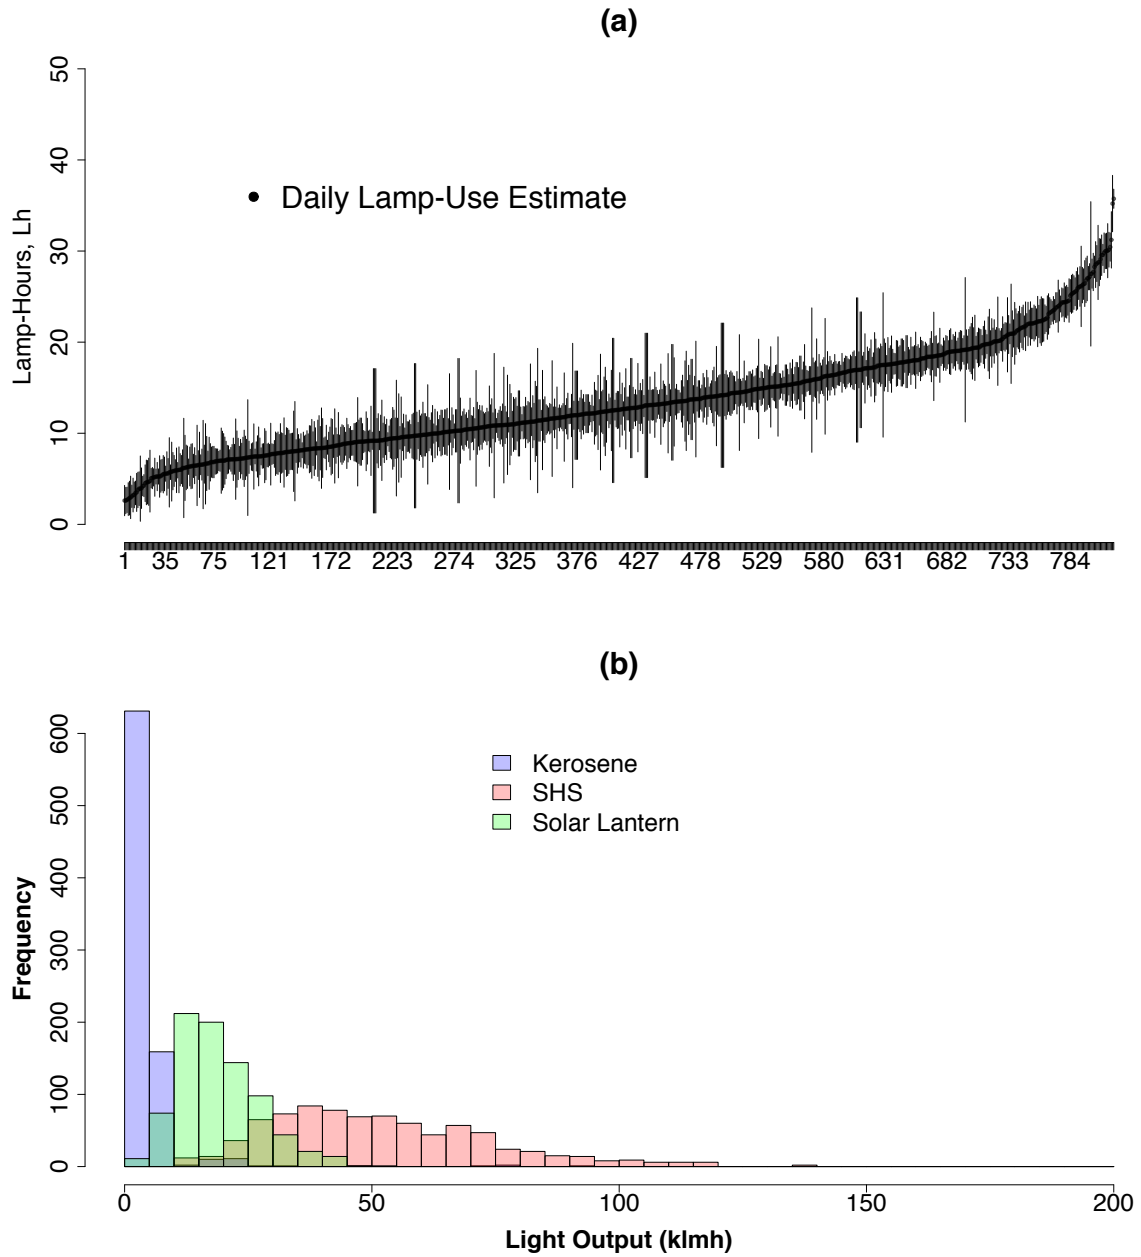 (a)
50
40
30
20
10
0
Lamp-Hours, Lh
Daily Lamp-Use Estimate
1 35 75 121 172 223 274 325 376 427 478 529 580 631 682 733 784
(b)
600
500
400
300
200
100
0
Frequency
Kerosene
SHS
Solar Lantern
0 50 100 150 200
Light Output (klmh)